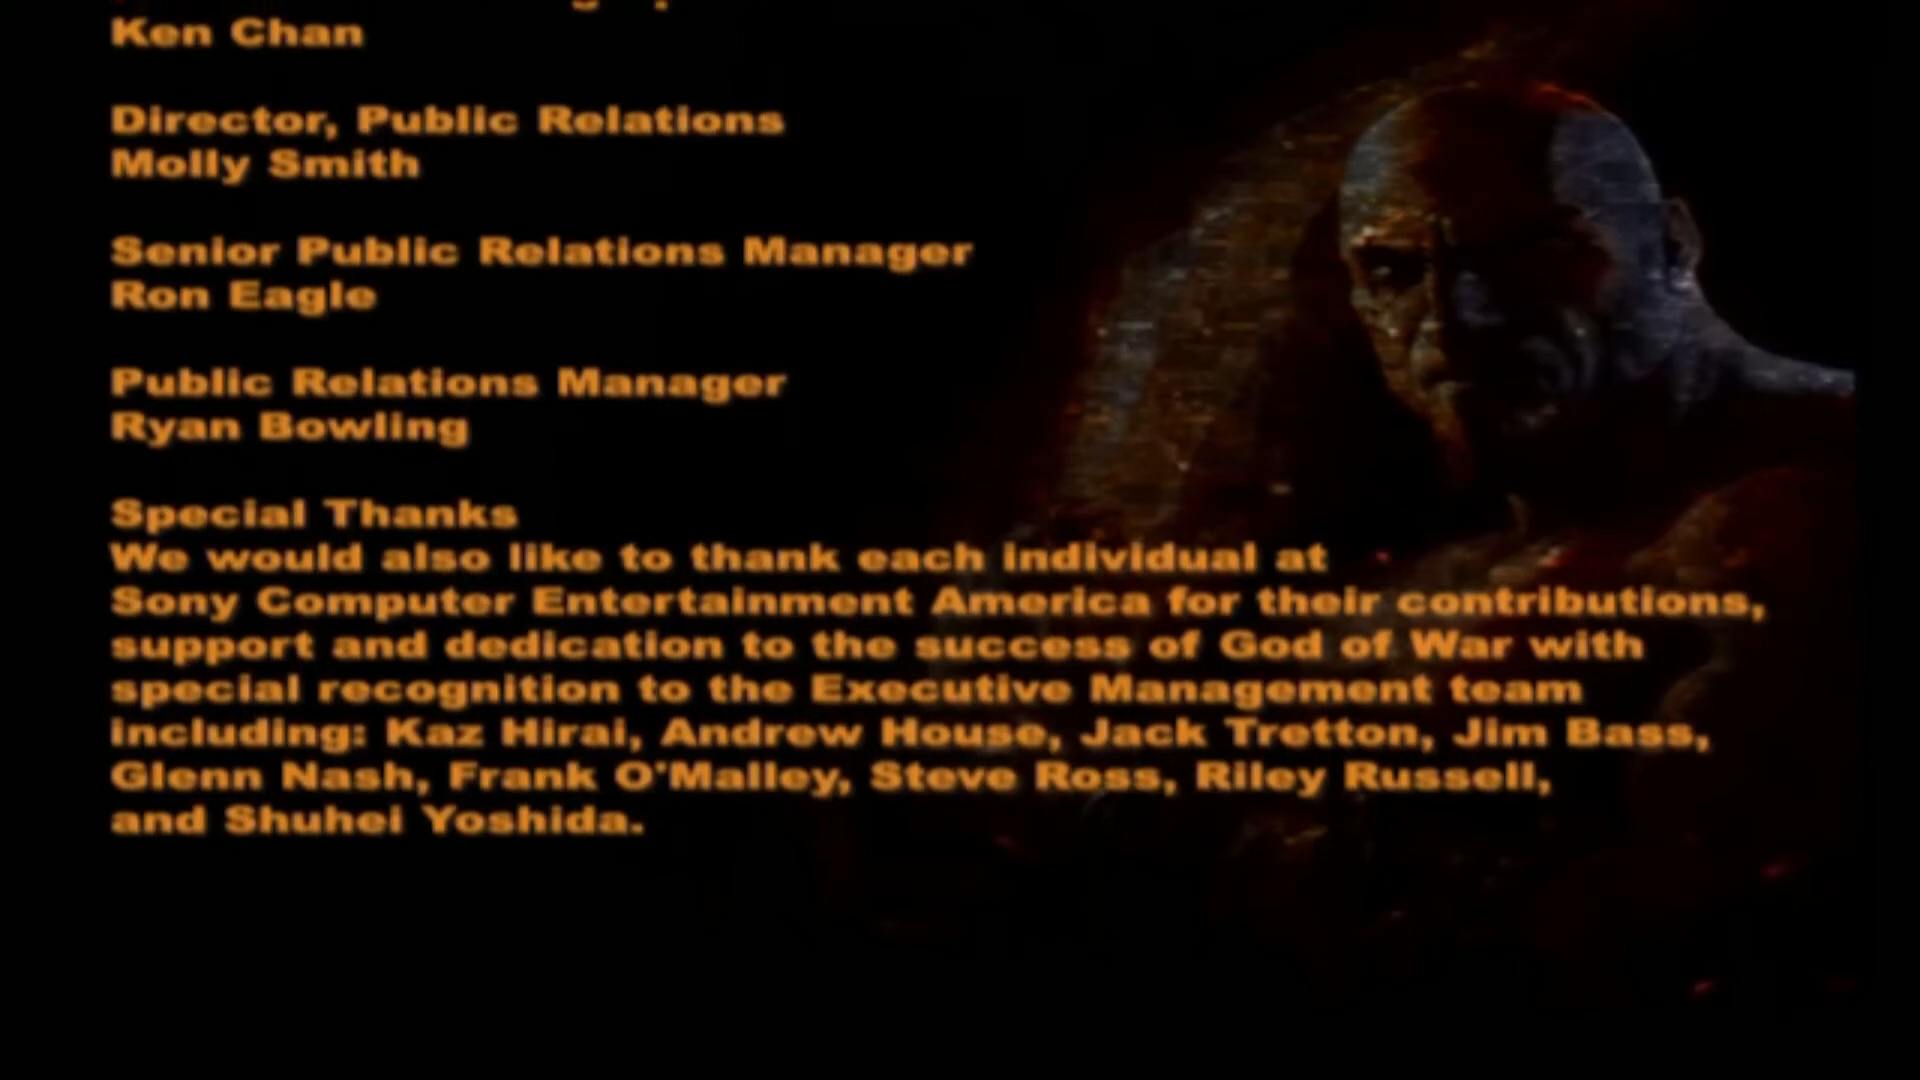 Ken Chan
Director, Public Relations
Molly Smith
Senior Public Relations Manager
Ron Eagle
Public Relations Manager
Ryan Bowling
Special Thanks
We would also like to thank each individual at
Sony Computer Entertainment America for their contributions,
support and dedication to the success of God of War with
special recognition to the Executive Management team
including: Kaz Hirai, Andrew House, Jack Tretton, Jim Bass,
Glenn Nash, Frank O'Malley, Steve Ross, Riley Russell,
and Shuhei Yoshida.